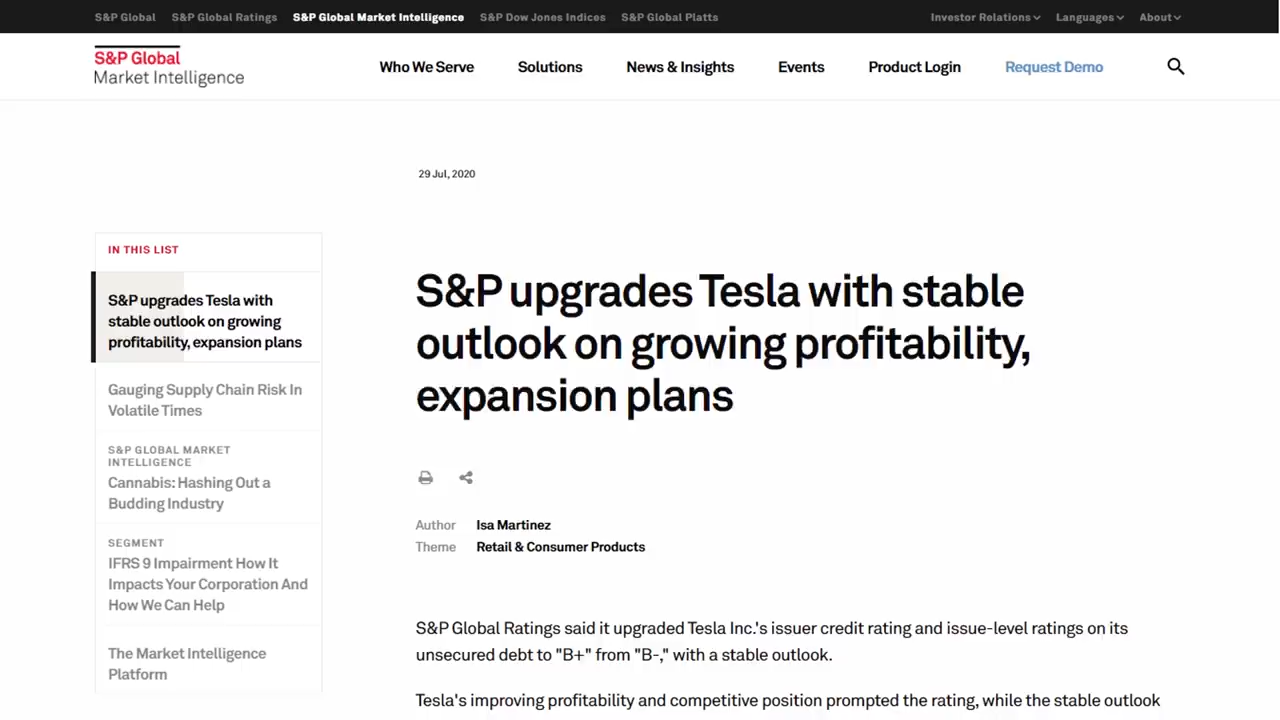 S&P Global S&P Global Ratings S&P Global Market Intelligence S&P Dow Jones Indices S&P Global Platts Investor Relations Languages About
S&P Global
Market Intelligence
Who We Serve Solutions News & Insights Events Product Login Request Demo
29 Jul, 2020
IN THIS LIST
S&P upgrades Tesla with
stable outlook on growing
profitability, expansion plans
Gauging Supply Chain Risk In
Volatile Times
S&P GLOBAL MARKET
INTELLIGENCE
Cannabis: Hashing Out a
Budding Industry
SEGMENT
IFRS 9 Impairment How It
Impacts Your Corporation And
How We Can Help
The Market Intelligence
Platform
S&P upgrades Tesla with stable
outlook on growing profitability,
expansion plans
Author Isa Martinez
Theme Retail & Consumer Products
S&P Global Ratings said it upgraded Tesla Inc.'s issuer credit rating and issue-level ratings on its
unsecured debt to "B+" from "B-," with a stable outlook.
Tesla's improving profitability and competitive position prompted the rating, while the stable outlook